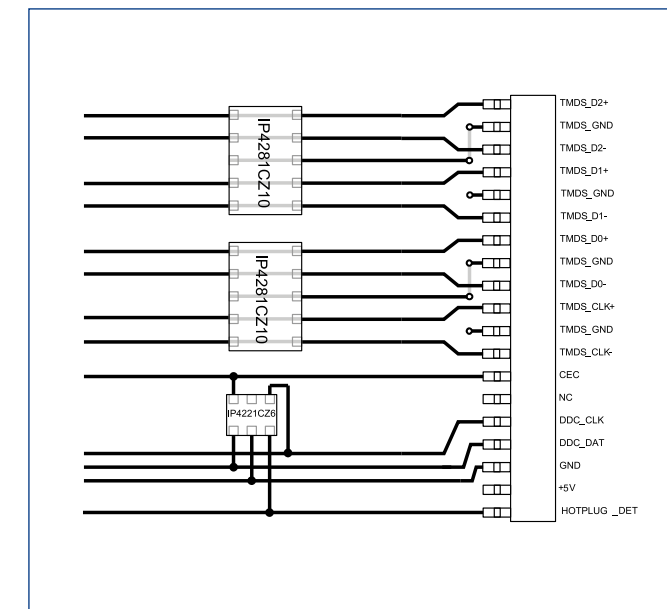 TMDS_D2+
TMDS_GND
TMDS_D2-
TMDS_D1+
TMDS_GND
TMDS_D1-
TMDS_D0+
TMDS_GND
TMDS_D0-
TMDS_CLK+
TMDS_GND
TMDS_CLK-
CEC
NC
DDC_CLK
DDC_DAT
GND
+5V
HOTPLUG _DET
IP4281CZ10
IP4281CZ10
IP4221CZ6